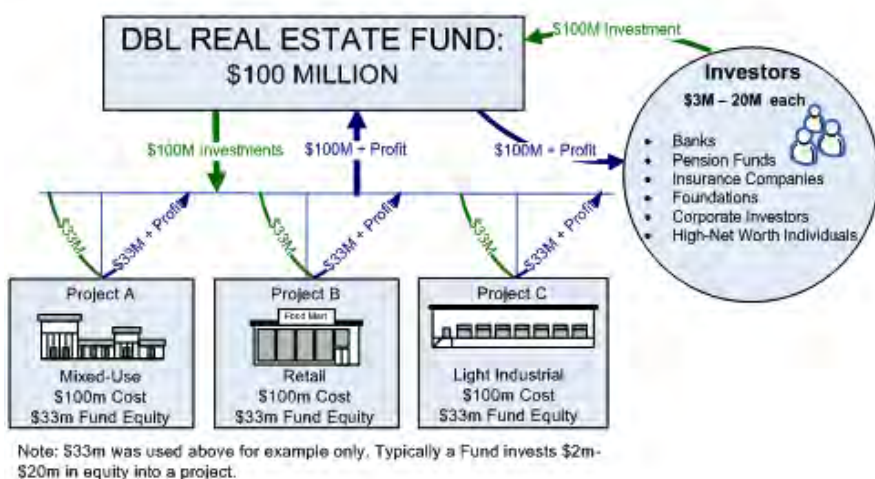 DBL REAL ESTATE FUND:
$100 MILLION
$100M Investment
Investors
$3M – 20M each
• Banks
• Pension Funds
• Insurance Companies
• Foundations
• Corporate Investors
• High-Net Worth Individuals
$100M investments
$100M + Profit
$100M + Profit
$33M
$33M + Profit
$33M
$33M + Profit
$33M
$33M + Profit
Project A
Mixed-Use
$100m Cost
$33m Fund Equity
Project B
Food Mart
Retail
$100m Cost
$33m Fund Equity
Project C
Light Industrial
$100m Cost
$33m Fund Equity
Note: $33m was used above for example only. Typically a Fund invests $2m-
$20m in equity into a project.